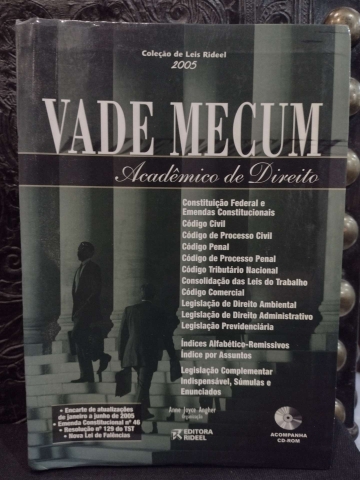 Coleção de Leis Rideel
2005
VADE MECUM
Acadêmico de Direito
Constituição Federal e
Emendas Constitucionais
Código Civil
Código de Processo Civil
Código Penal
Código de Processo Penal
Código Tributário Nacional
Consolidação das Leis do Trabalho
Código Comercial
Legislação de Direito Ambiental
Legislação de Direito Administrativo
Legislação Previdenciária
Índices Alfabético-Remissivos
Índice por Assuntos
Legislação Complementar
Indispensável, Súmulas e
Enunciados
• Encarte de atualizações
de janeiro a junho de 2005
• Emenda Constitucional nº 46
• Resolução nº 129 do TST
• Nova Lei de Falências
Anne Joyce Angher
Organização
EDITORA
RIDEEL
ACOMPANHA
CD-ROM